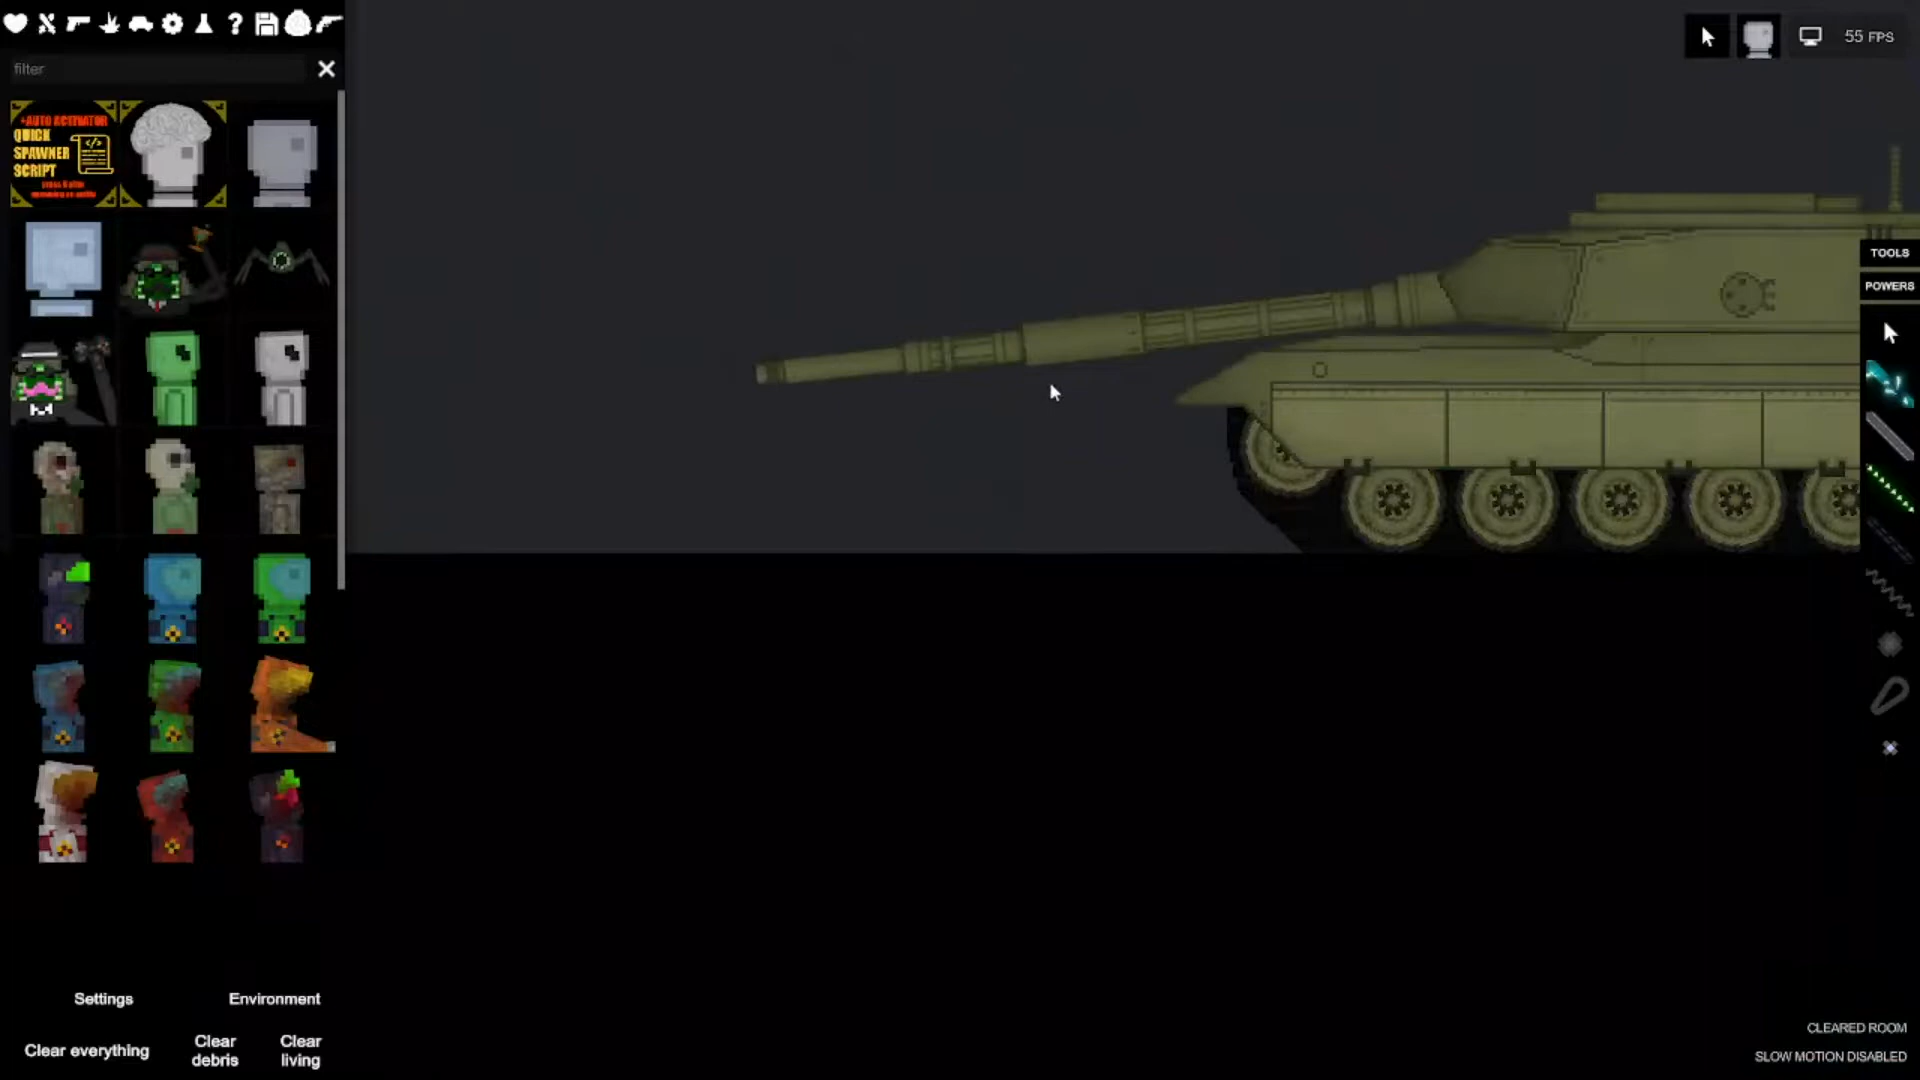 55 FPS
filter
+AUTO ACTIVATOR
QUICK
SPAWNER
SCRIPT
TOOLS
POWERS
Settings
Environment
Clear everything
Clear
debris
Clear
living
CLEARED ROOM
SLOW MOTION DISABLED